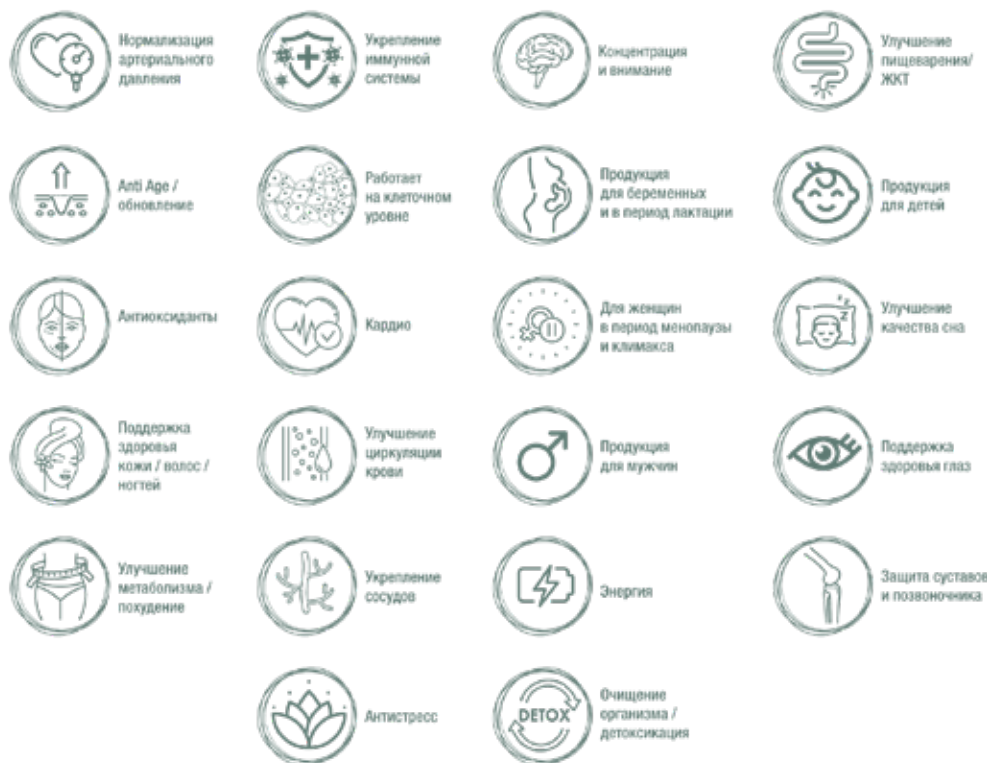 Нормализация
артериального
давления
Укрепление
иммунной
системы
Концентрация
и внимание
Улучшение
пищеварения/
ЖКТ
Anti Age /
обновление
Работает
на клеточном
уровне
Продукция
для беременных
и в период лактации
Продукция
для детей
Антиоксиданты
Кардио
Для женщин
в период менопаузы
и климакса
z z
z
Улучшение
качества сна
Поддержка
здоровья
кожи / волос /
ногтей
Улучшение
циркуляции
крови
Продукция
для мужчин
Поддержка
здоровья глаз
Улучшение
метаболизма /
похудение
Укрепление
сосудов
Энергия
Защита суставов
и позвоночника
Антистресс
DETOX
Очищение
организма /
детоксикация